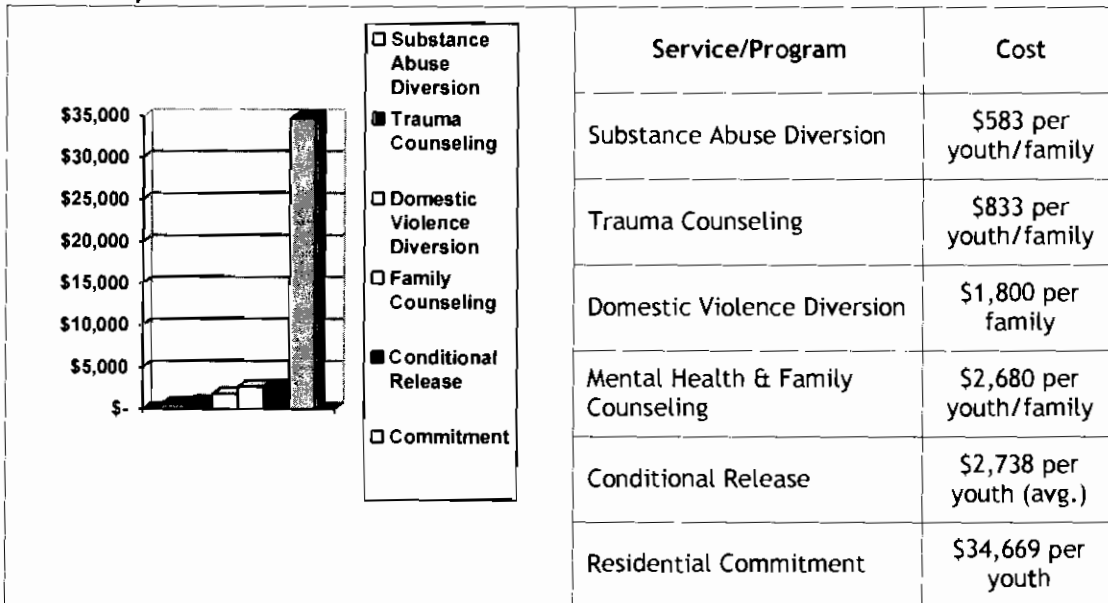 $35,000
$30,000
$25,000
$20,000
$15,000
$10,000
$5,000
$-
Substance
Abuse
Diversion
Trauma
Counseling
Domestic
Violence
Diversion
Family
Counseling
Conditional
Release
Commitment
Service/Program
Cost
Substance Abuse Diversion
$583 per
youth/family
Trauma Counseling
$833 per
youth/family
Domestic Violence Diversion
$1,800 per
family
Mental Health & Family
Counseling
$2,680 per
youth/family
Conditional Release
$2,738 per
youth (avg.)
Residential Commitment
$34,669 per
youth